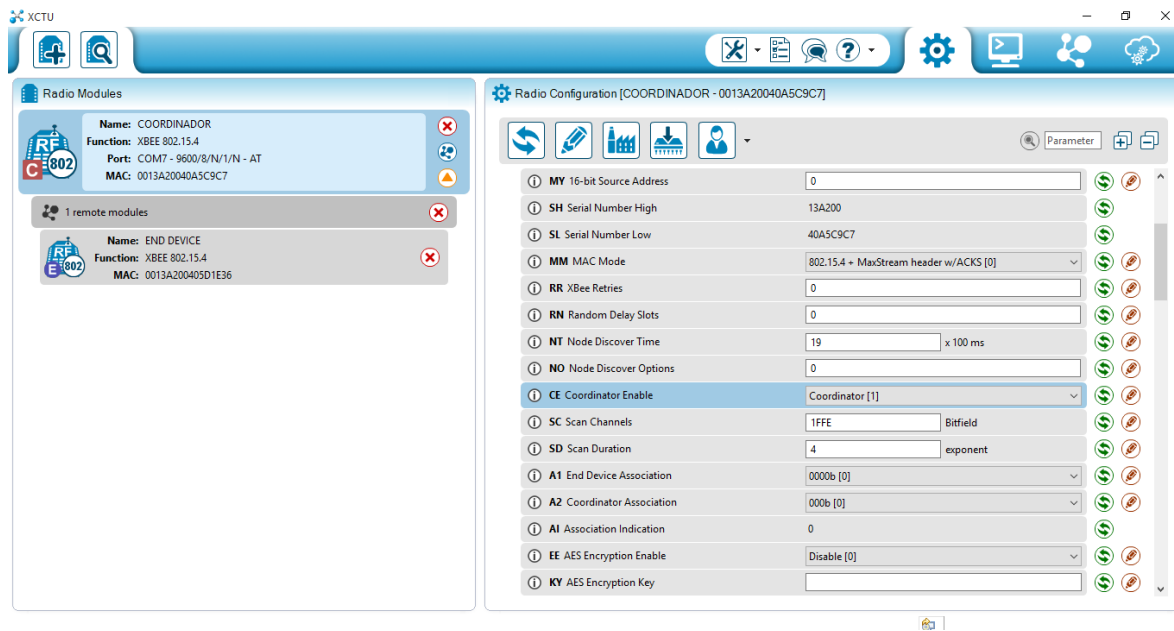 XCTU
Radio Modules
Name: COORDINADOR
Function: XBEE 802.15.4
Port: COM7 - 9600/8/N/1/N - AT
MAC: 0013A20040A5C9C7
RF
802
C
1 remote modules
Name: END DEVICE
Function: XBEE 802.15.4
MAC: 0013A200405D1E36
RF
802
E
Radio Configuration [COORDINADOR - 0013A20040A5C9C7]
Parameter
MY 16-bit Source Address 0
SH Serial Number High 13A200
SL Serial Number Low 40A5C9C7
MM MAC Mode 802.15.4 + MaxStream header w/ACKS [0]
RR XBee Retries 0
RN Random Delay Slots 0
NT Node Discover Time 19 x 100 ms
NO Node Discover Options 0
CE Coordinator Enable Coordinator [1]
SC Scan Channels 1FFE Bitfield
SD Scan Duration 4 exponent
A1 End Device Association 0000b [0]
A2 Coordinator Association 000b [0]
AI Association Indication 0
EE AES Encryption Enable Disable [0]
KY AES Encryption Key